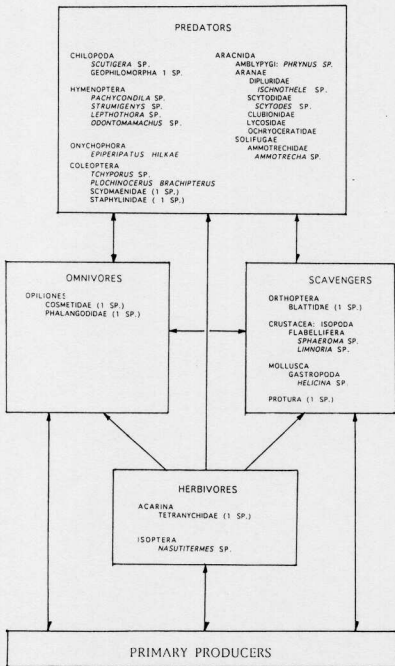 PREDATORS
CHILOPODA
SCUTIGERA SP.
GEOPHILOMORPHA 1 SP.
HYMENOPTERA
PACHYCONDILA SP.
STRUMIGENYS SP.
LEPTHOTORA SP.
ODONTOMAMACHUS SP.
ONYCHOPHORA
EPIPERIPATUS HILKAE
COLEOPTERA
TCHYPORUS SP.
PLOCHINOCERUS BRACHIPTERUS
SCYDMAENIDAE (1 SP.)
STAPHYLINIDAE (1 SP.)
ARACNIDA
AMBLYPYGI: PHRYNUS SP.
ARANAE
DIPLURIDAE
ISCHNOTHELE SP.
SCYTODIDAE
SCYTODES SP.
CLUBIONIDAE
LYCOSIDAE
OCHRYOCERATIDAE
SOLIFUGAE
AMMOTRECHIDAE
AMMOTRECHA SP.
OMNIVORES
OPILIONES
COSMETIDAE (1 SP.)
PHALANGODIDAE (1 SP.)
SCAVENGERS
ORTHOPTERA
BLATTIDAE (1 SP.)
CRUSTACEA: ISOPODA
FLABELLIFERA
SPHAEROMA SP.
LIMNORIA SP.
MOLLUSCA
GASTROPODA
HELICINA SP.
PROTURA (1 SP.)
HERBIVORES
ACARINA
TETRANYCHIDAE (1 SP.)
ISOPTERA
NASUTITERMES SP.
PRIMARY PRODUCERS